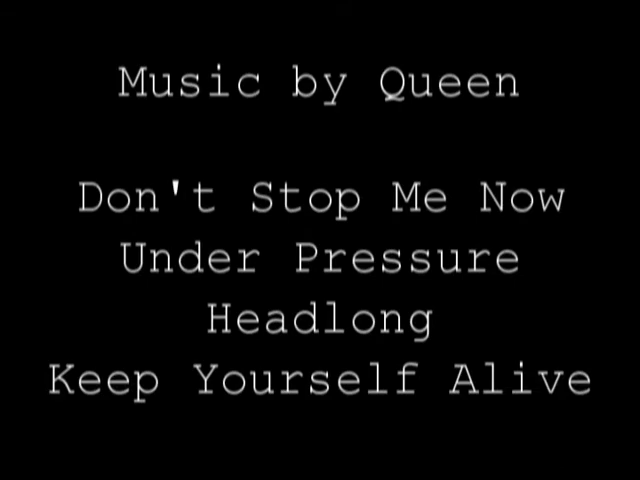 Music by Queen
Don't Stop Me Now
Under Pressure
Headlong
Keep Yourself Alive